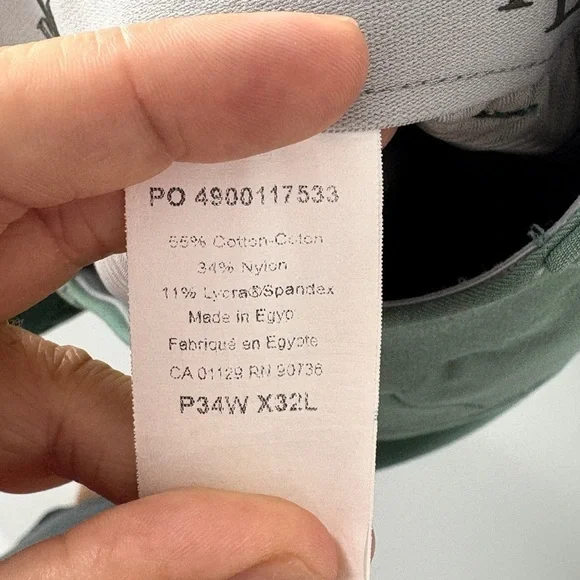 PO 4900117533
55% Cotton-Coton
34% Nylon
11% Lycra®Spandex
Made in Egyp
Fabriqué en Egypte
CA 01129 RN 90736
P34W X32L